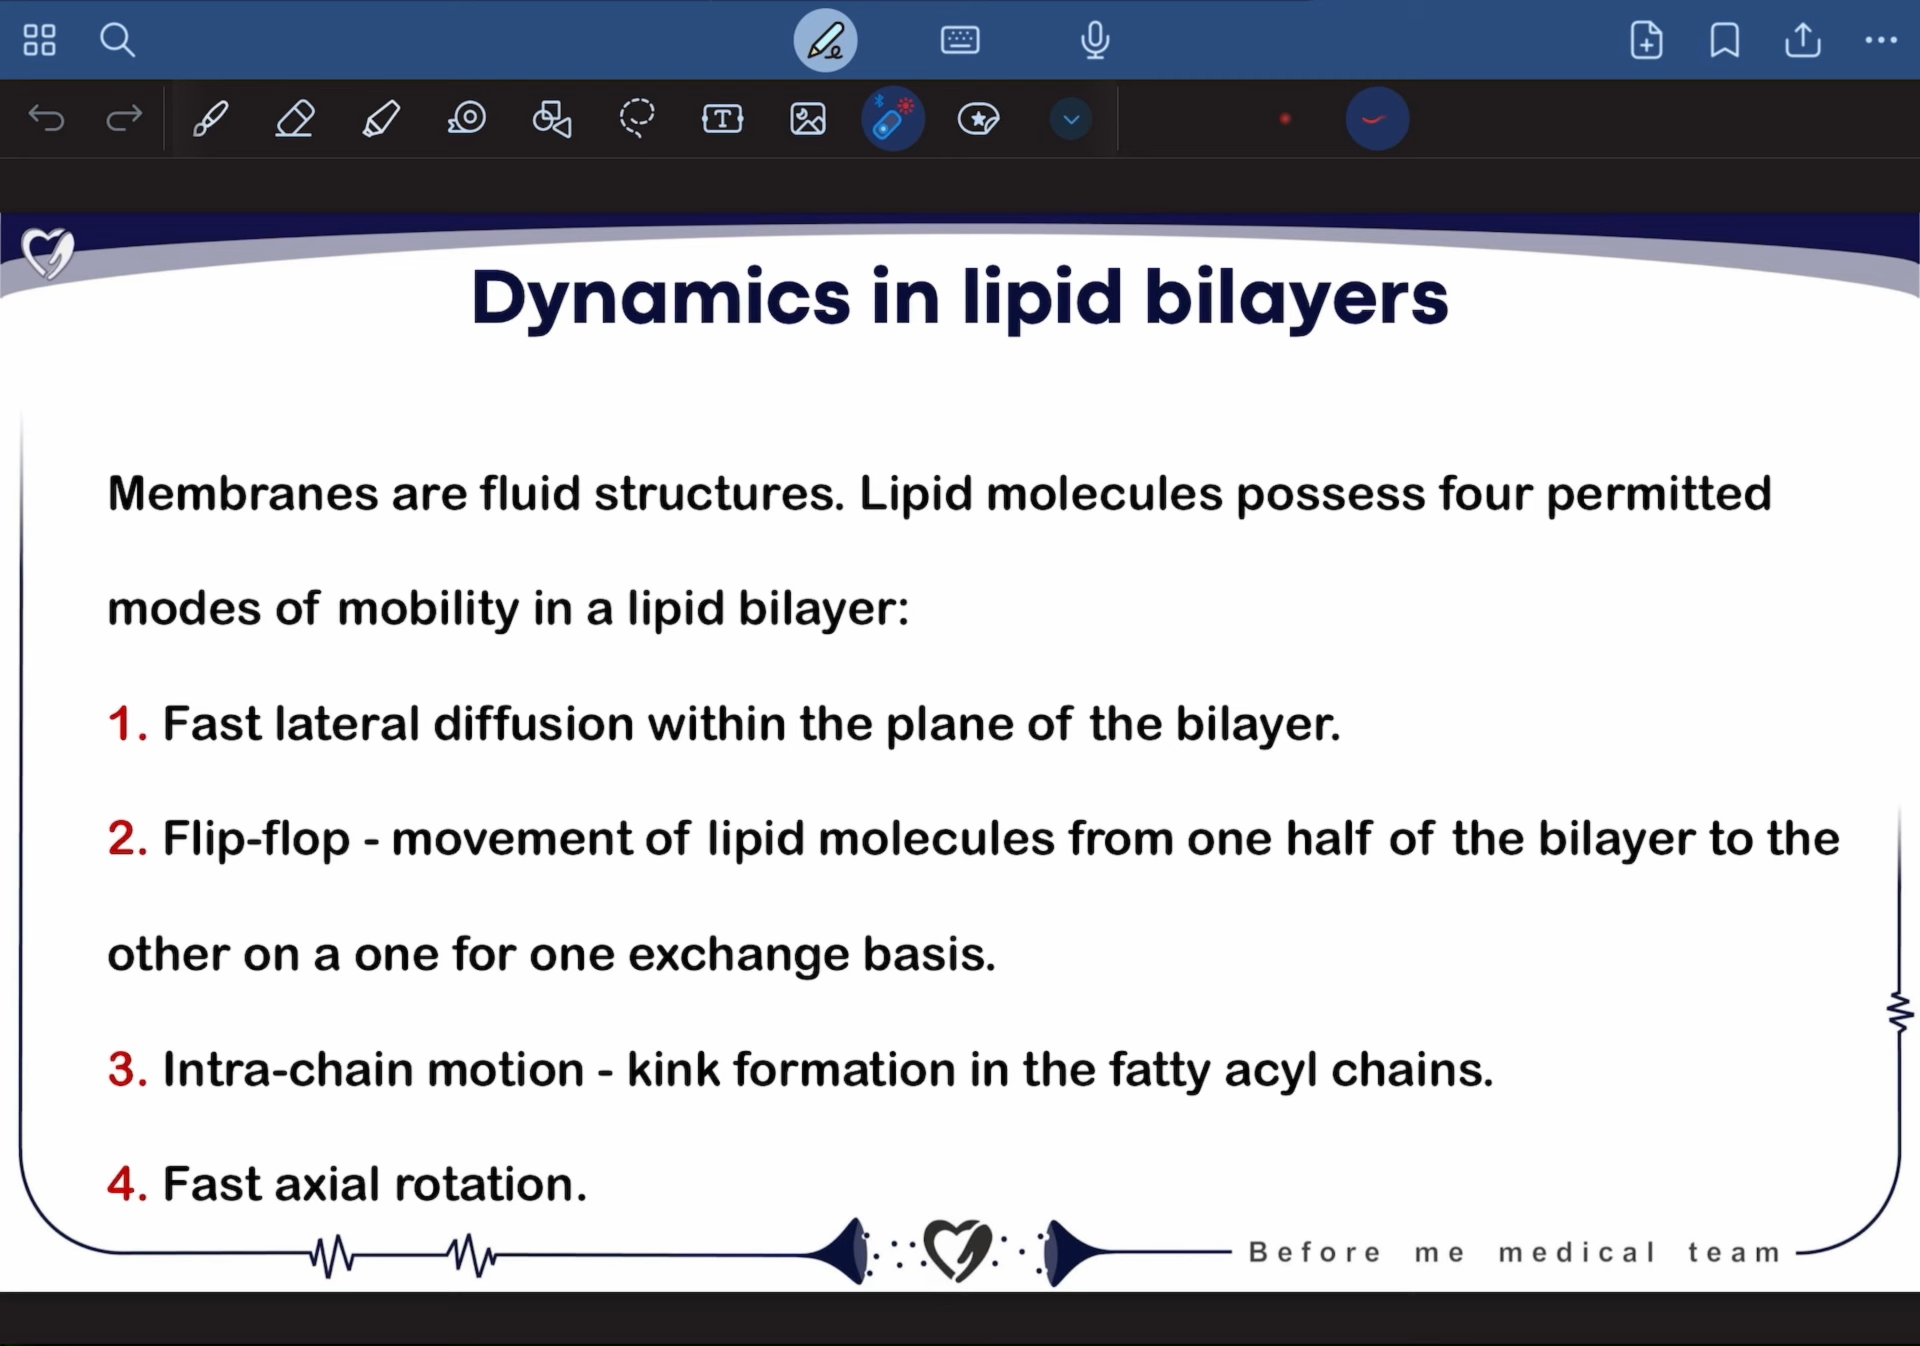 Dynamics in lipid bilayers
Membranes are fluid structures. Lipid molecules possess four permitted
modes of mobility in a lipid bilayer:
1. Fast lateral diffusion within the plane of the bilayer.
2. Flip-flop - movement of lipid molecules from one half of the bilayer to the
other on a one for one exchange basis.
3. Intra-chain motion - kink formation in the fatty acyl chains.
4. Fast axial rotation.
Before me medical team